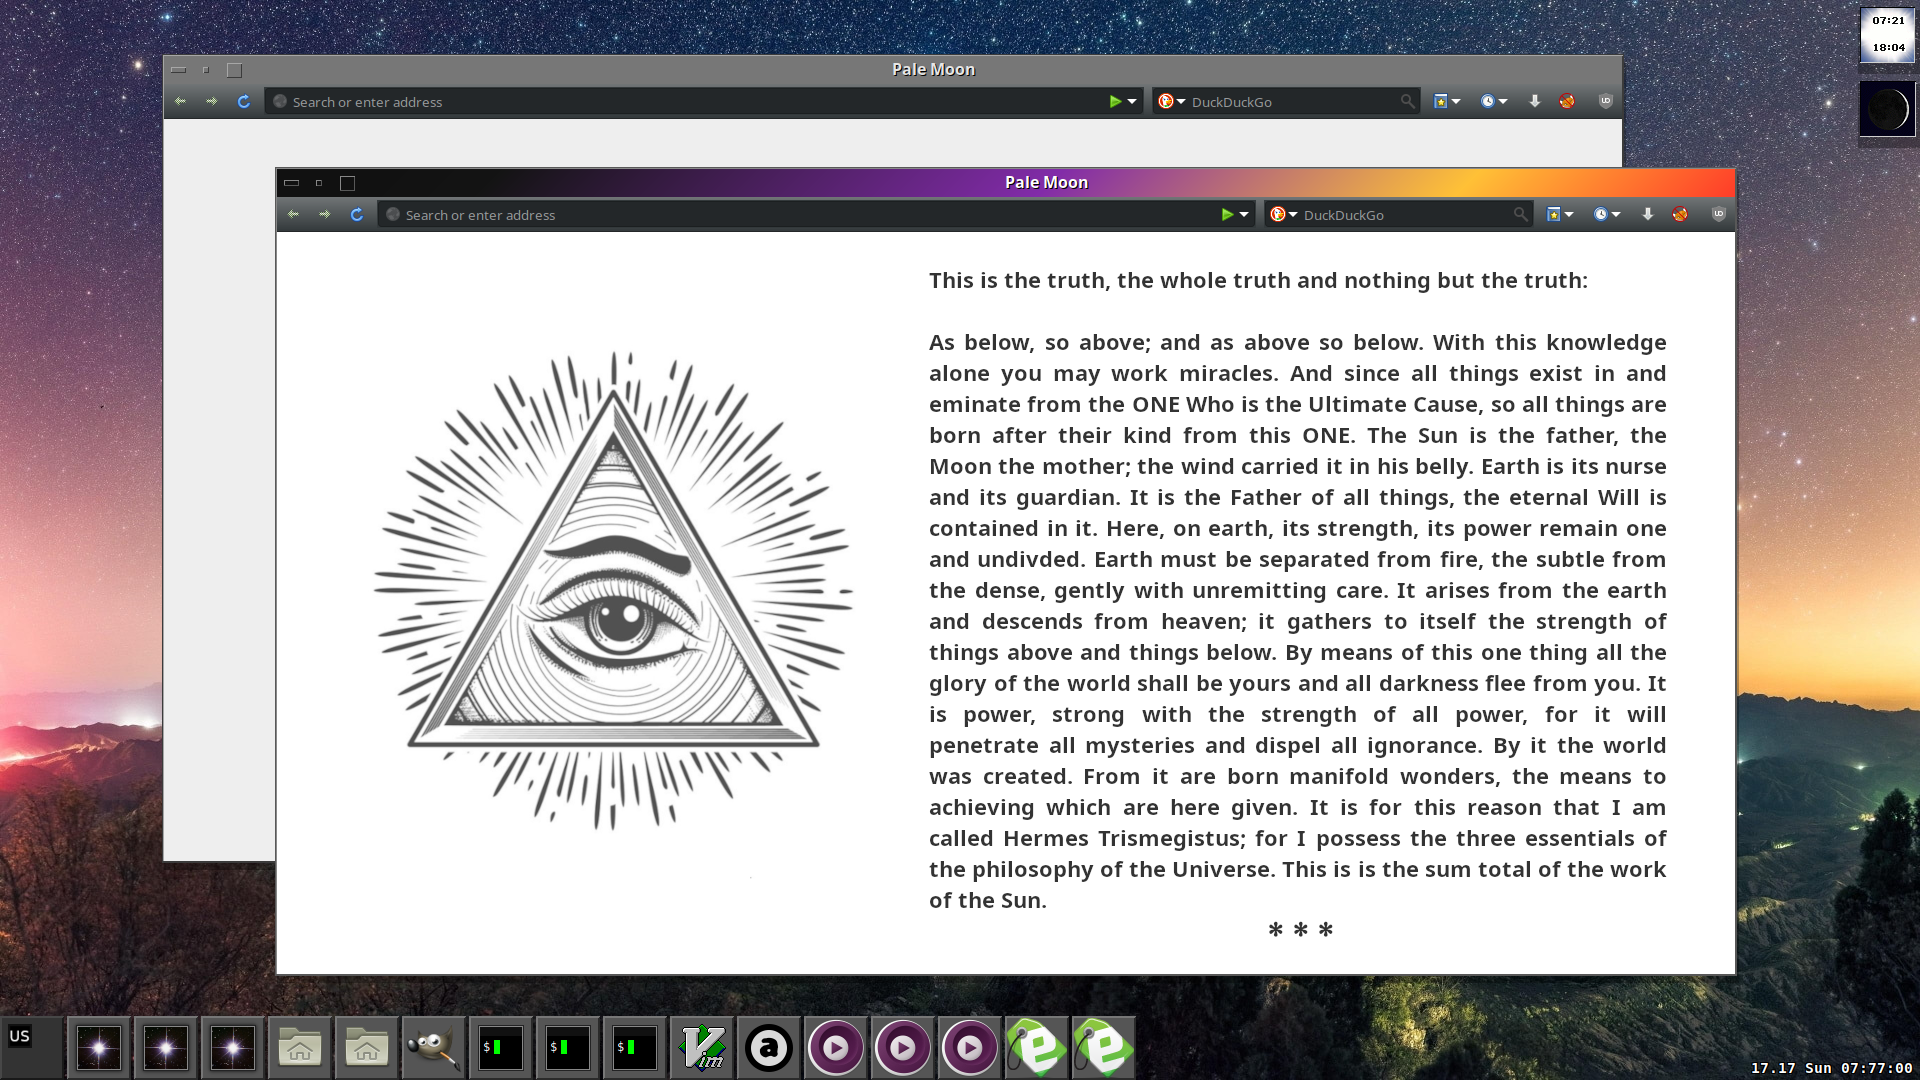 07:21
18:04
Pale Moon
Search or enter address
DuckDuckGo
Pale Moon
Search or enter address
DuckDuckGo
This is the truth, the whole truth and nothing but the truth:
As below, so above; and as above so below. With this knowledge
alone you may work miracles. And since all things exist in and
eminate from the ONE Who is the Ultimate Cause, so all things are
born after their kind from this ONE. The Sun is the father, the
Moon the mother; the wind carried it in his belly. Earth is its nurse
and its guardian. It is the Father of all things, the eternal Will is
contained in it. Here, on earth, its strength, its power remain one
and undivded. Earth must be separated from fire, the subtle from
the dense, gently with unremitting care. It arises from the earth
and descends from heaven; it gathers to itself the strength of
things above and things below. By means of this one thing all the
glory of the world shall be yours and all darkness flee from you. It
is power, strong with the strength of all power, for it will
penetrate all mysteries and dispel all ignorance. By it the world
was created. From it are born manifold wonders, the means to
achieving which are here given. It is for this reason that I am
called Hermes Trismegistus; for I possess the three essentials of
the philosophy of the Universe. This is is the sum total of the work
of the Sun.
* * *
US
$
$
$
Vim
a
e
e
17.17 Sun 07:77:00